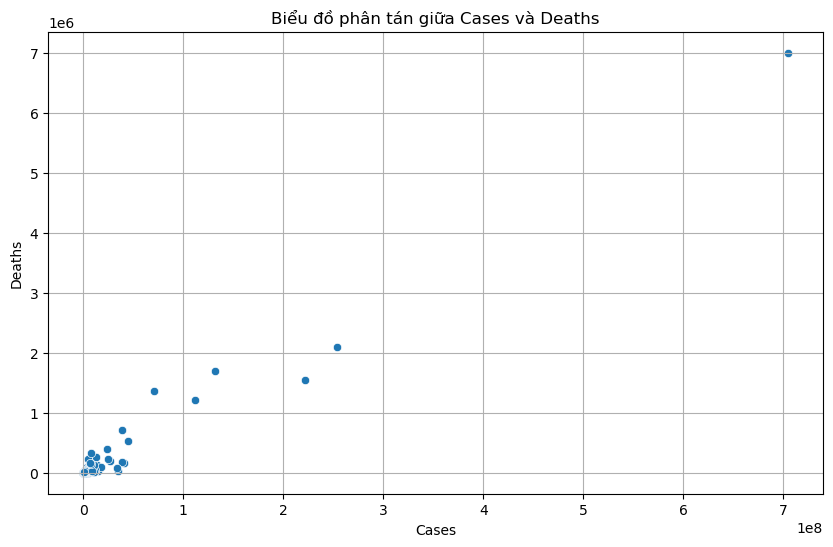 Biểu đồ phân tán giữa Cases và Deaths
1e6
7
6
5
4
3
2
1
0
Deaths
0 1 2 3 4 5 6 7
1e8
Cases